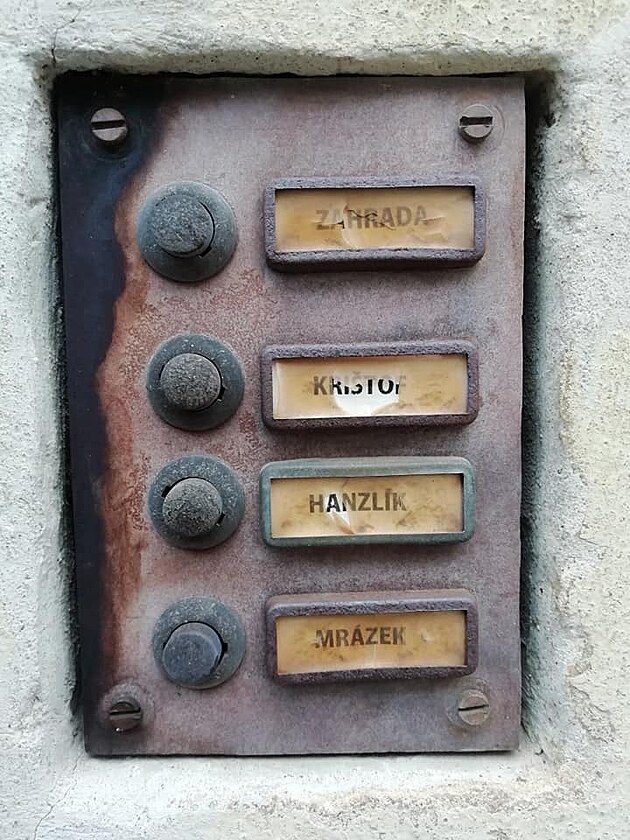 ZAHRADA
KRIŠTOF
HANZLÍK
MRÁZEK